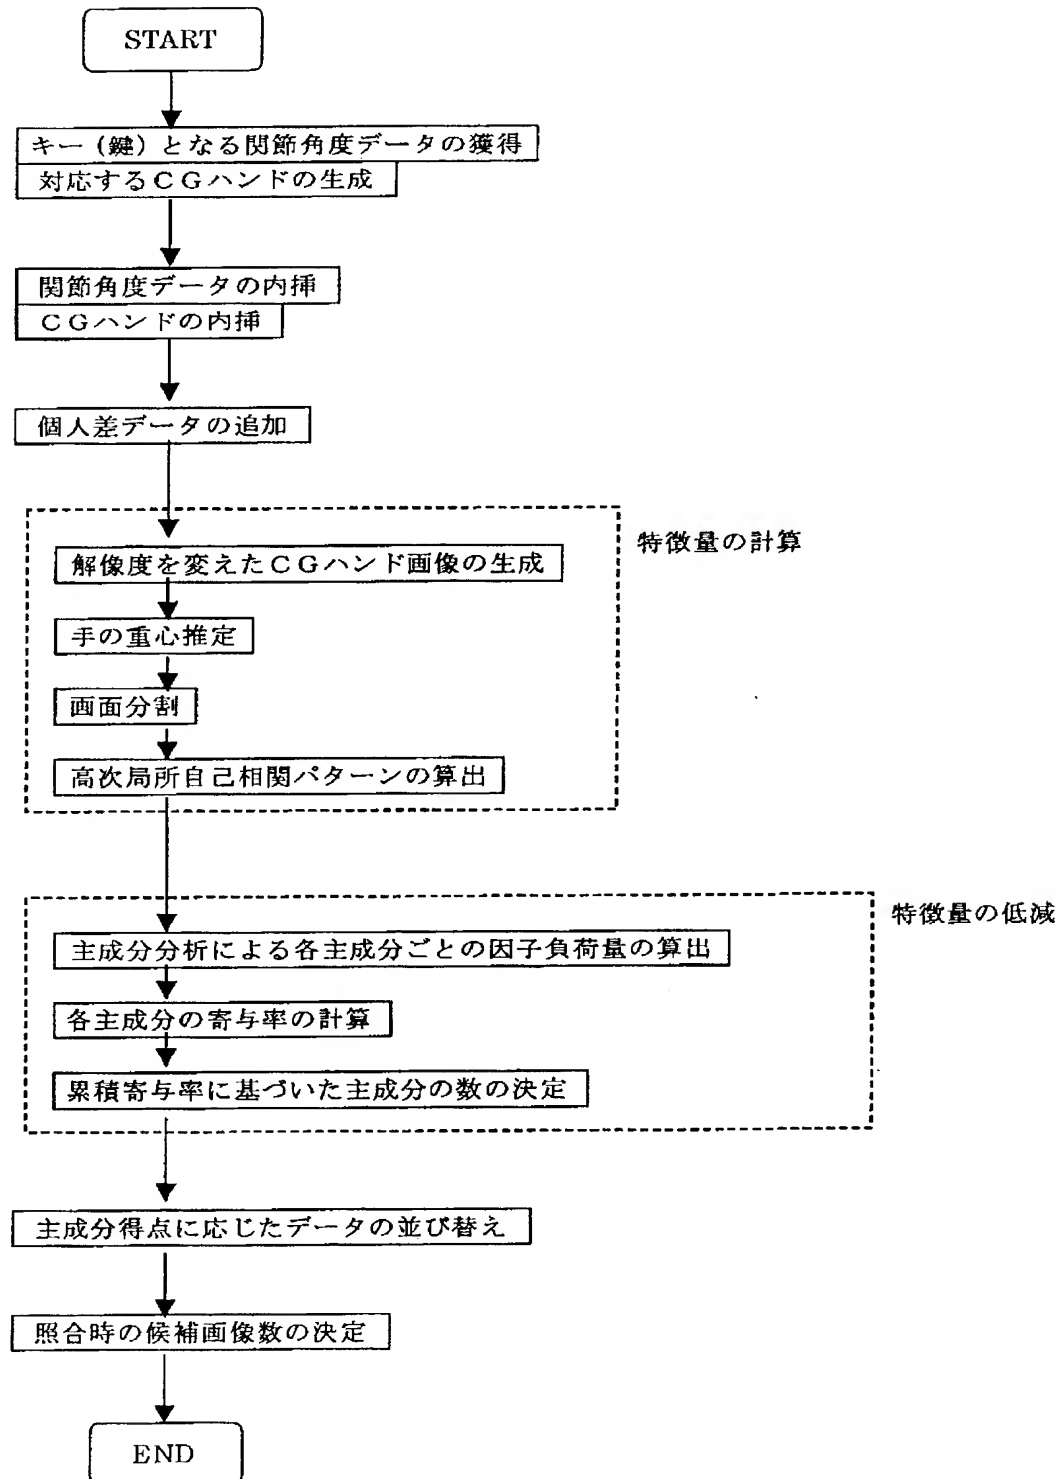 START
キー（鍵）となる関節角度データの獲得
対応するＣＧハンドの生成
関節角度データの内挿
ＣＧハンドの内挿
個人差データの追加
特徴量の計算
解像度を変えたＣＧハンド画像の生成
手の重心推定
画面分割
高次局所自己相関パターンの算出
特徴量の低減
主成分分析による各主成分ごとの因子負荷量の算出
各主成分の寄与率の計算
累積寄与率に基づいた主成分の数の決定
主成分得点に応じたデータの並び替え
照合時の候補画像数の決定
END